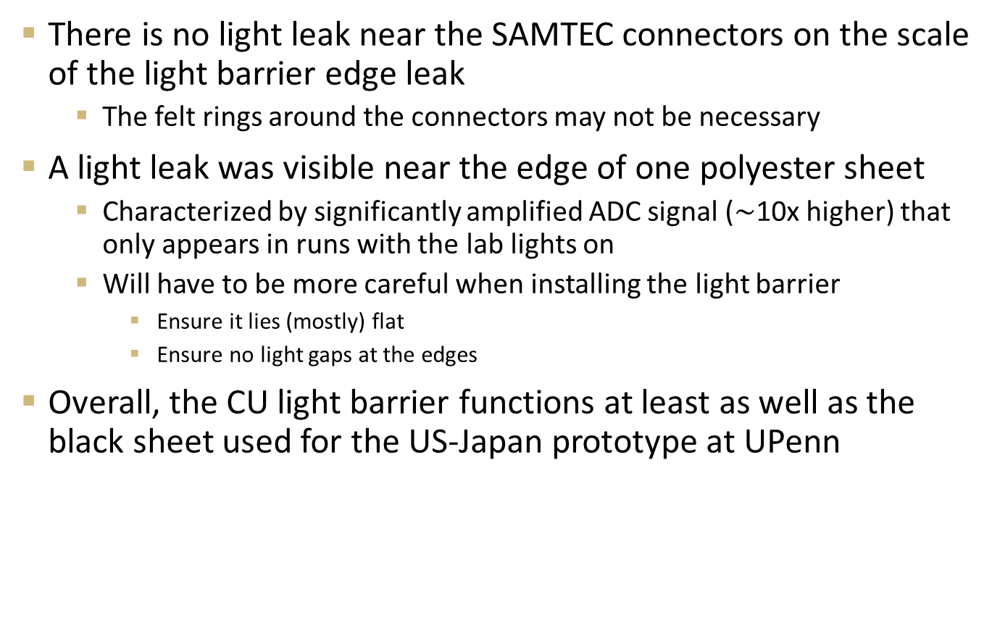 There is no light leak near the SAMTEC connectors on the scale
of the light barrier edge leak
The felt rings around the connectors may not be necessary
A light leak was visible near the edge of one polyester sheet
Characterized by significantly amplified ADC signal (~10x higher) that
only appears in runs with the lab lights on
Will have to be more careful when installing the light barrier
Ensure it lies (mostly) flat
Ensure no light gaps at the edges
Overall, the CU light barrier functions at least as well as the
black sheet used for the US-Japan prototype at UPenn